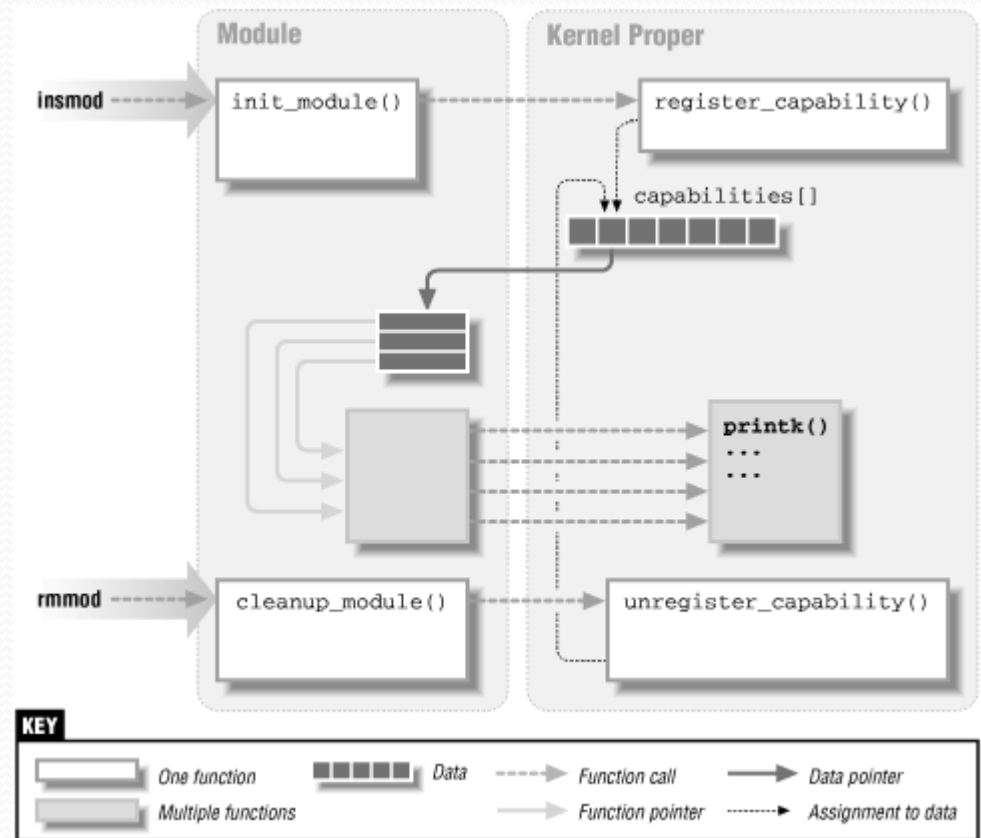 Module
Kernel Proper
insmod
init_module()
register_capability()
capabilities[]
printk()
...
...
rmmod
cleanup_module()
unregister_capability()
KEY
One function
Data
Function call
Data pointer
Multiple functions
Function pointer
Assignment to data